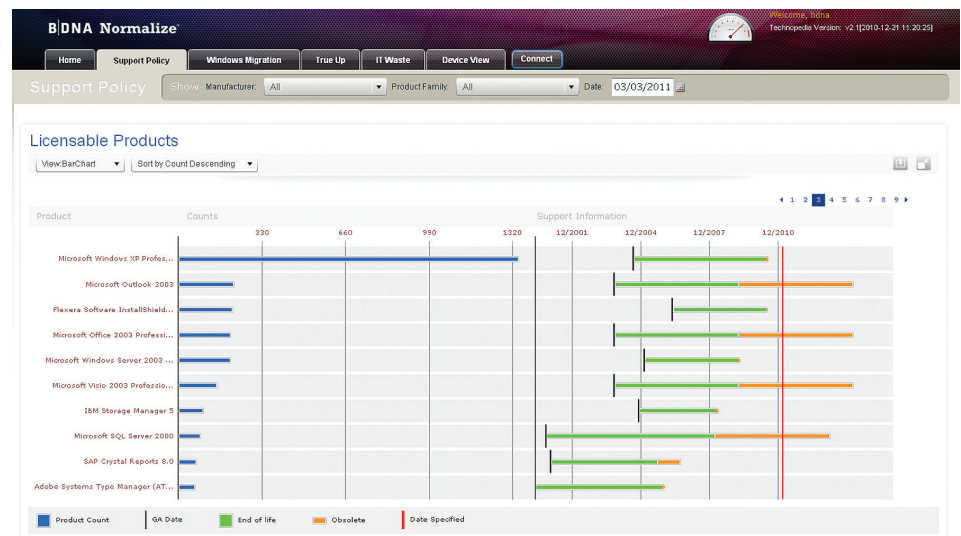 BDNA Normalize
Welcome, bdna
Technopedia Version: v2.1[2010-12-21 11:20:25]
Home Support Policy Windows Migration True Up IT Waste Device View Connect
Support Policy Show Manufacturer: All Product Family: All Date: 03/03/2011
Licensable Products
View:BarChart Sort by Count Descending
1 2 3 4 5 6 7 8 9
Product Counts Support Information
330 660 990 1320 12/2001 12/2004 12/2007 12/2010
Microsoft Windows XP Profes...
Microsoft Outlook 2003
Flexera Software InstallShield...
Microsoft Office 2003 Professi...
Microsoft Windows Server 2003 ...
Microsoft Visio 2003 Professio...
IBM Storage Manager 5
Microsoft SQL Server 2000
SAP Crystal Reports 8.0
Adobe Systems Type Manager (AT...
Product Count GA Date End of life Obsolete Date Specified